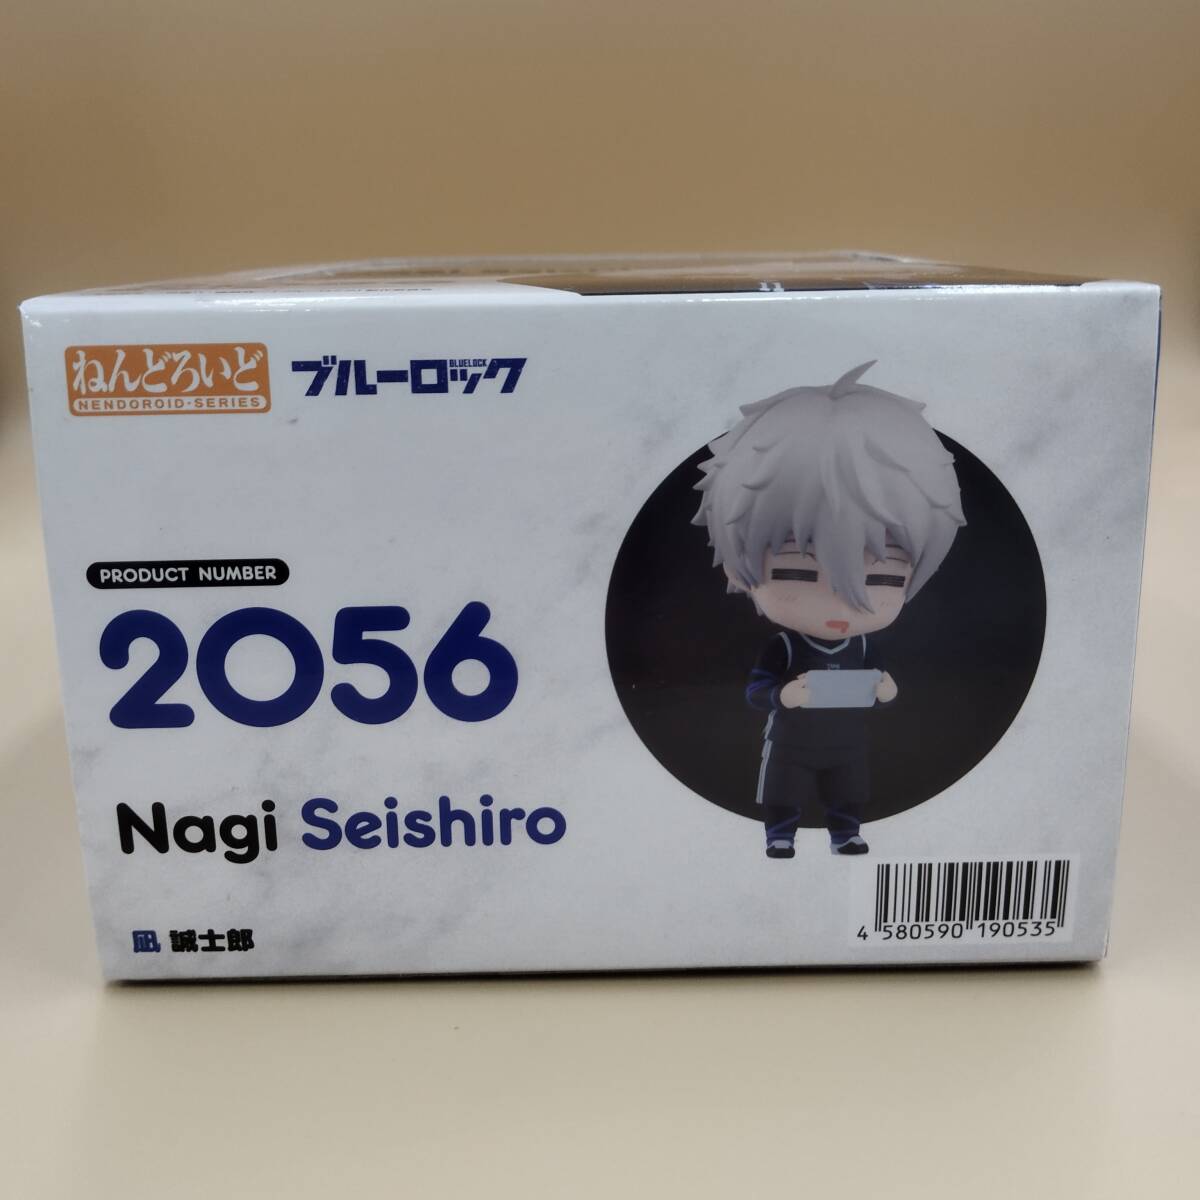 ねんどろいど
NENDOROID・SERIES
ブルーロック
BLUELOCK
PRODUCT NUMBER
2056
Nagi Seishiro
凪 誠士郎
4 580590 190535